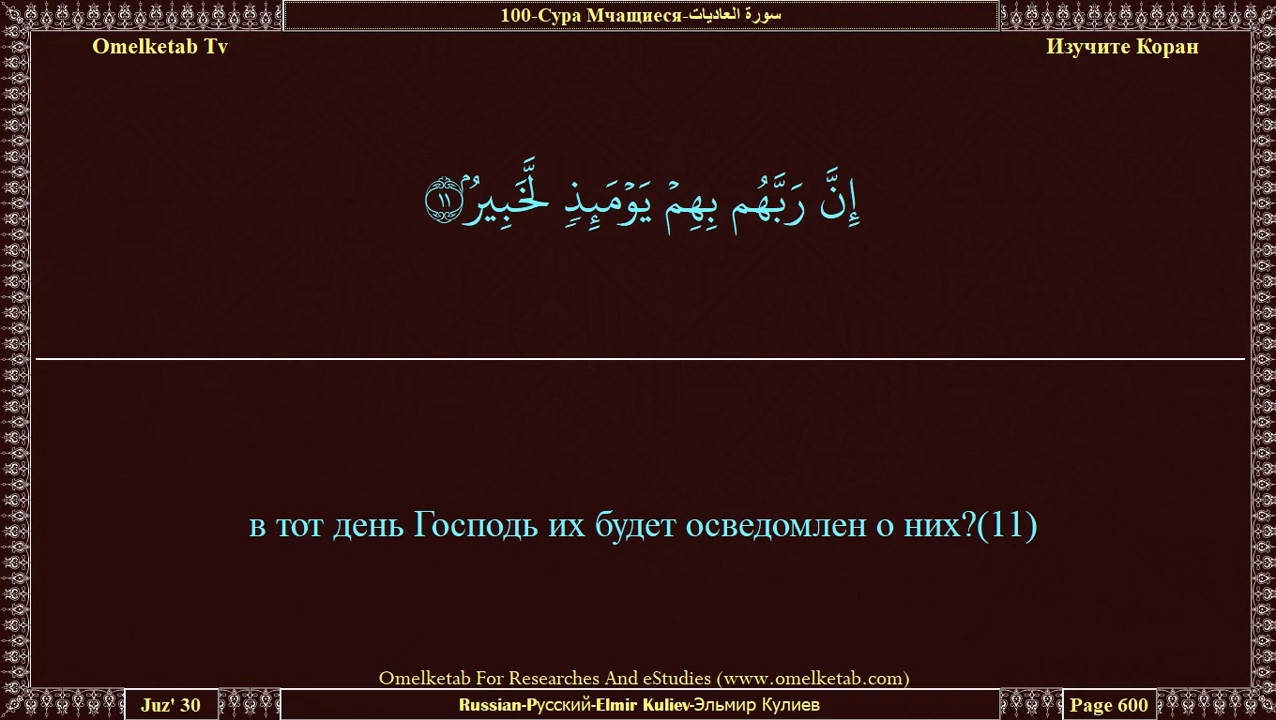 100-Сура Мчащиеся-سورة العاديات
Omelketab Tv
Изучите Коран
إِنَّ رَبَّهُم بِهِمۡ يَوۡمَئِذٖ لَّخَبِيرُۢ ١١
в тот день Господь их будет осведомлен о них?(11)
Omelketab For Researches And eStudies (www.omelketab.com)
Juz' 30
Russian-Русский-Elmir Kuliev-Эльмир Кулиев
Page 600